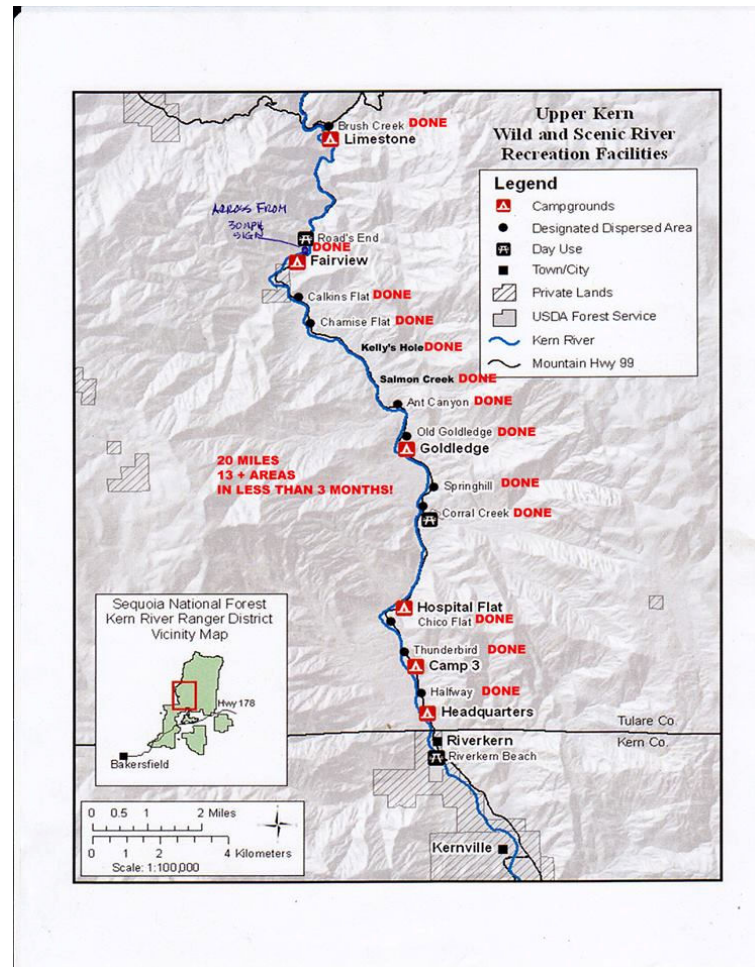 Upper Kern
Wild and Scenic River
Recreation Facilities
Legend
Campgrounds
Designated Dispersed Area
Day Use
Town/City
Private Lands
USDA Forest Service
Kern River
Mountain Hwy 99
Brush Creek DONE
Limestone
ACROSS FROM
30 MPH
SIGN
Road's End
DONE
Fairview
Calkins Flat DONE
Chamise Flat DONE
Kelly's Hole DONE
Salmon Creek DONE
Ant Canyon DONE
Old Goldledge DONE
Goldledge
20 MILES
13 + AREAS
IN LESS THAN 3 MONTHS!
Springhill DONE
Corral Creek DONE
Hospital Flat
Chico Flat DONE
Thunderbird DONE
Camp 3
Halfway DONE
Headquarters
Tulare Co.
Kern Co.
Riverkern
Riverkern Beach
Kernville
Sequoia National Forest
Kern River Ranger District
Vicinity Map
Hwy 178
Bakersfield
0 0.5 1 2 Miles
0 1 2 4 Kilometers
Scale: 1:100,000